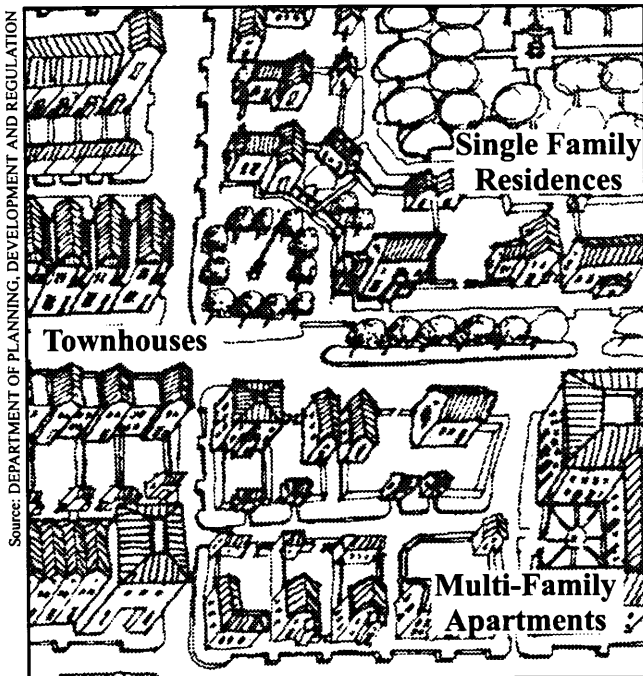 Source: DEPARTMENT OF PLANNING, DEVELOPMENT AND REGULATION
Single Family
Residences
Townhouses
Multi-Family
Apartments